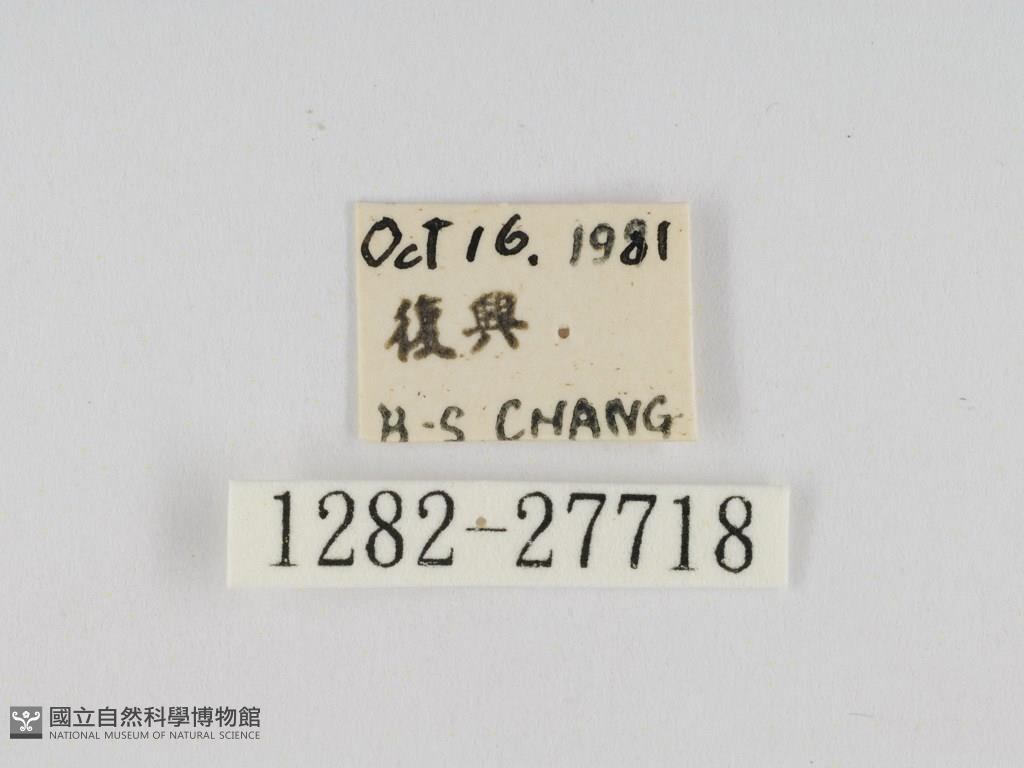 Oct 16. 1981
復興
H-S CHANG
1282-27718
國立自然科學博物館
NATIONAL MUSEUM OF NATURAL SCIENCE